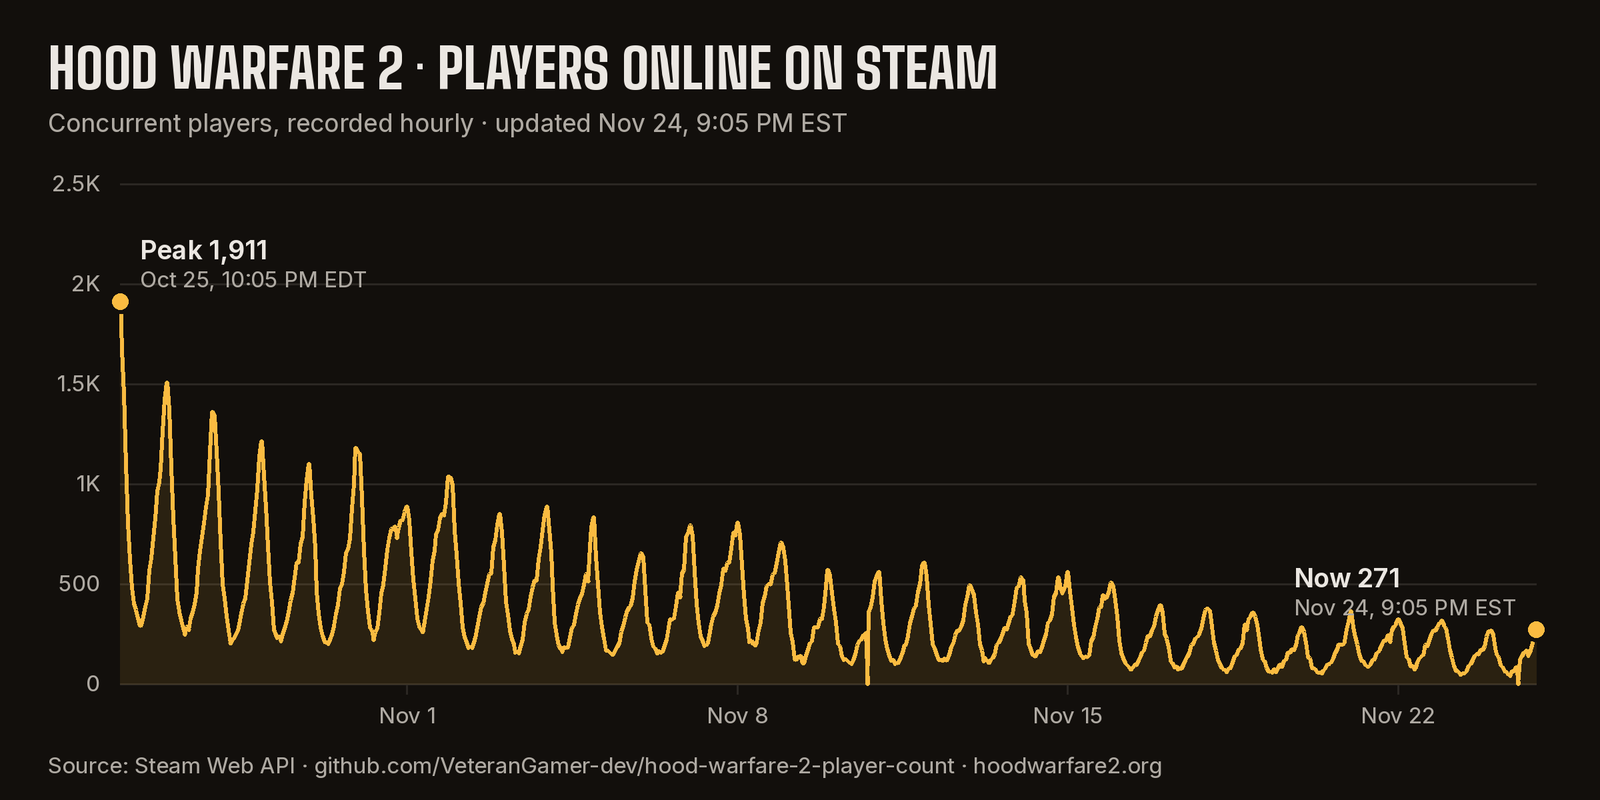 HOOD WARFARE 2 · PLAYERS ONLINE ON STEAM
Concurrent players, recorded hourly · updated Nov 24, 9:05 PM EST
2.5K
Peak 1,911
Oct 25, 10:05 PM EDT
2K
1.5K
1K
500
Now 271
Nov 24, 9:05 PM EST
0
Nov 1
Nov 8
Nov 15
Nov 22
Source: Steam Web API · github.com/VeteranGamer-dev/hood-warfare-2-player-count · hoodwarfare2.org